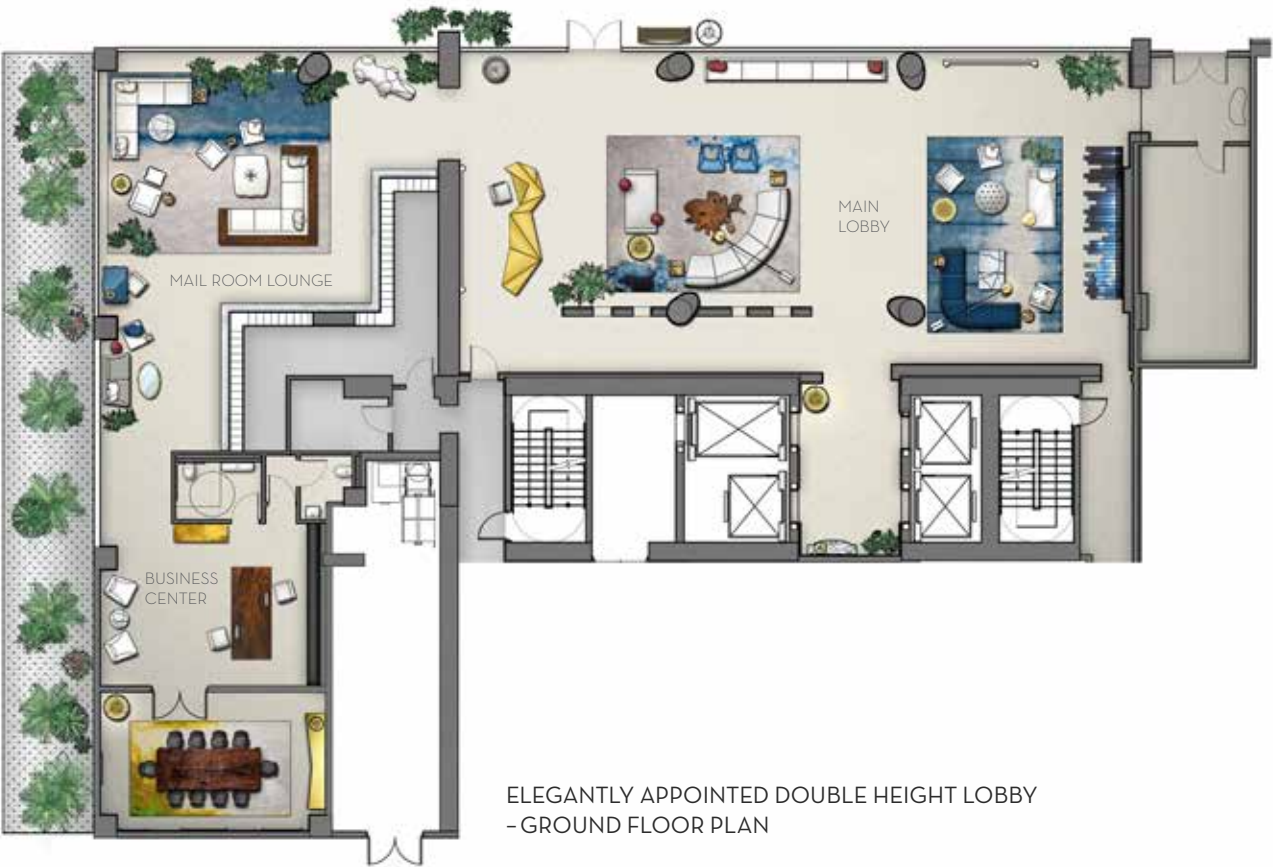 MAIN
LOBBY
MAIL ROOM LOUNGE
BUSINESS
CENTER
ELEGANTLY APPOINTED DOUBLE HEIGHT LOBBY
– GROUND FLOOR PLAN